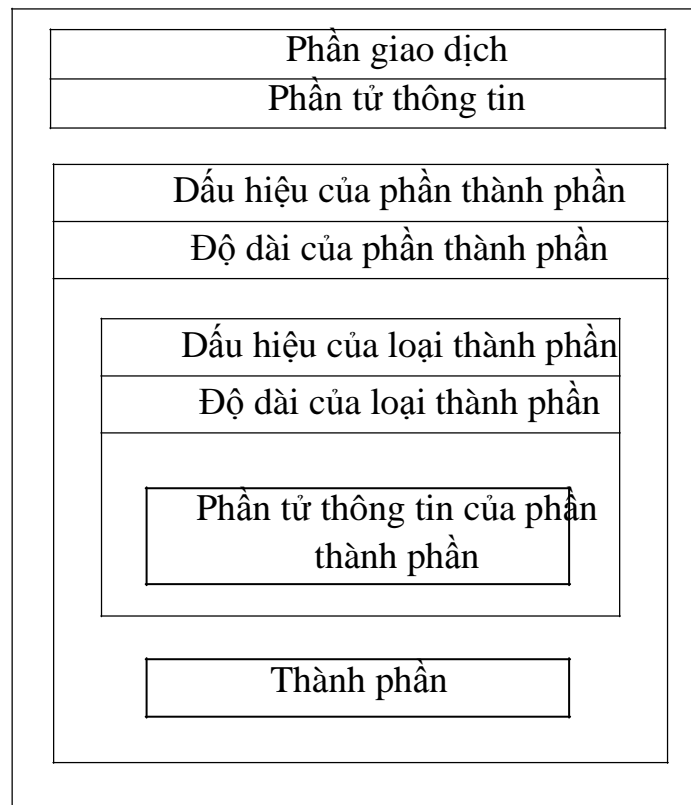 Phần giao dịch
Phần tử thông tin
Dấu hiệu của phần thành phần
Độ dài của phần thành phần
Dấu hiệu của loại thành phần
Độ dài của loại thành phần
Phần tử thông tin của phần
thành phần
Thành phần